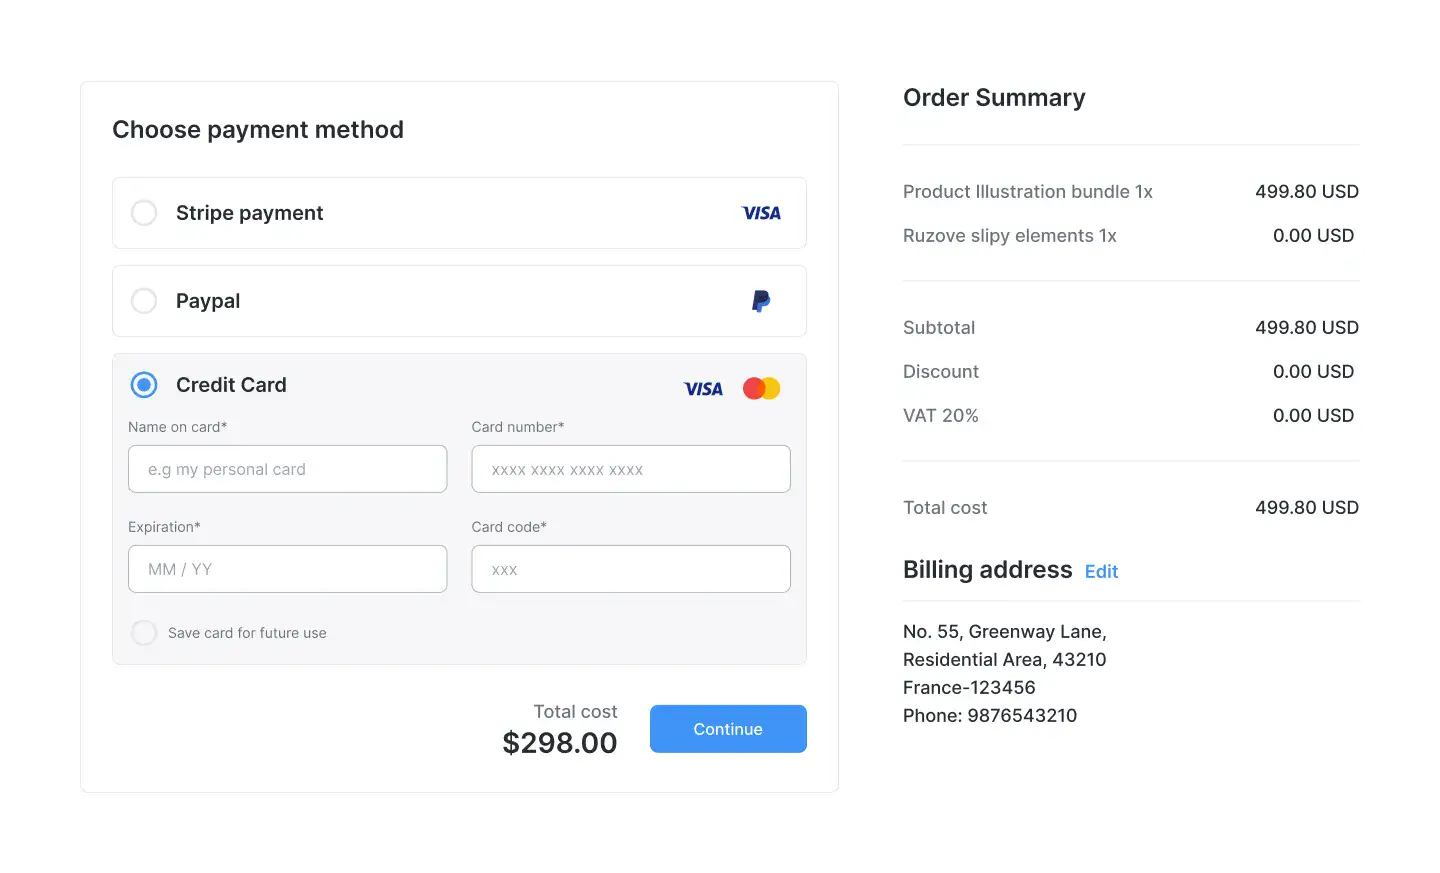 Choose payment method
Stripe payment
VISA
Paypal
Credit Card
VISA
Name on card*
Card number*
e.g my personal card
xxxx xxxx xxxx xxxx
Expiration*
Card code*
MM / YY
xxx
Save card for future use
Total cost
$298.00
Continue
Order Summary
Product Illustration bundle 1x 499.80 USD
Ruzove slipy elements 1x 0.00 USD
Subtotal 499.80 USD
Discount 0.00 USD
VAT 20% 0.00 USD
Total cost 499.80 USD
Billing address Edit
No. 55, Greenway Lane,
Residential Area, 43210
France-123456
Phone: 9876543210